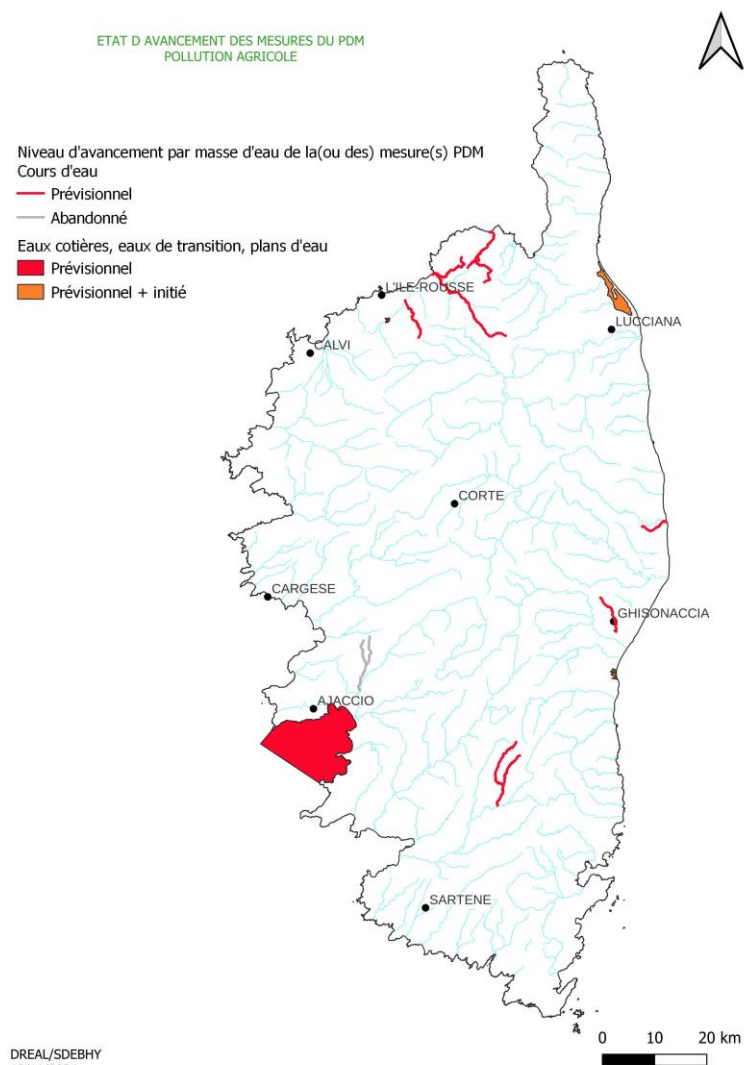 ETAT D AVANCEMENT DES MESURES DU PDM
POLLUTION AGRICOLE
Niveau d'avancement par masse d'eau de la(ou des) mesure(s) PDM
Cours d'eau
Prévisionnel
Abandonné
Eaux cotières, eaux de transition, plans d'eau
Prévisionnel
Prévisionnel + initié
L'ILE-ROUSSE
LUCCIANA
CALVI
CORTE
CARGESE
GHISONACCIA
AJACCIO
SARTENE
DREAL/SDEBHY
0 10 20 km